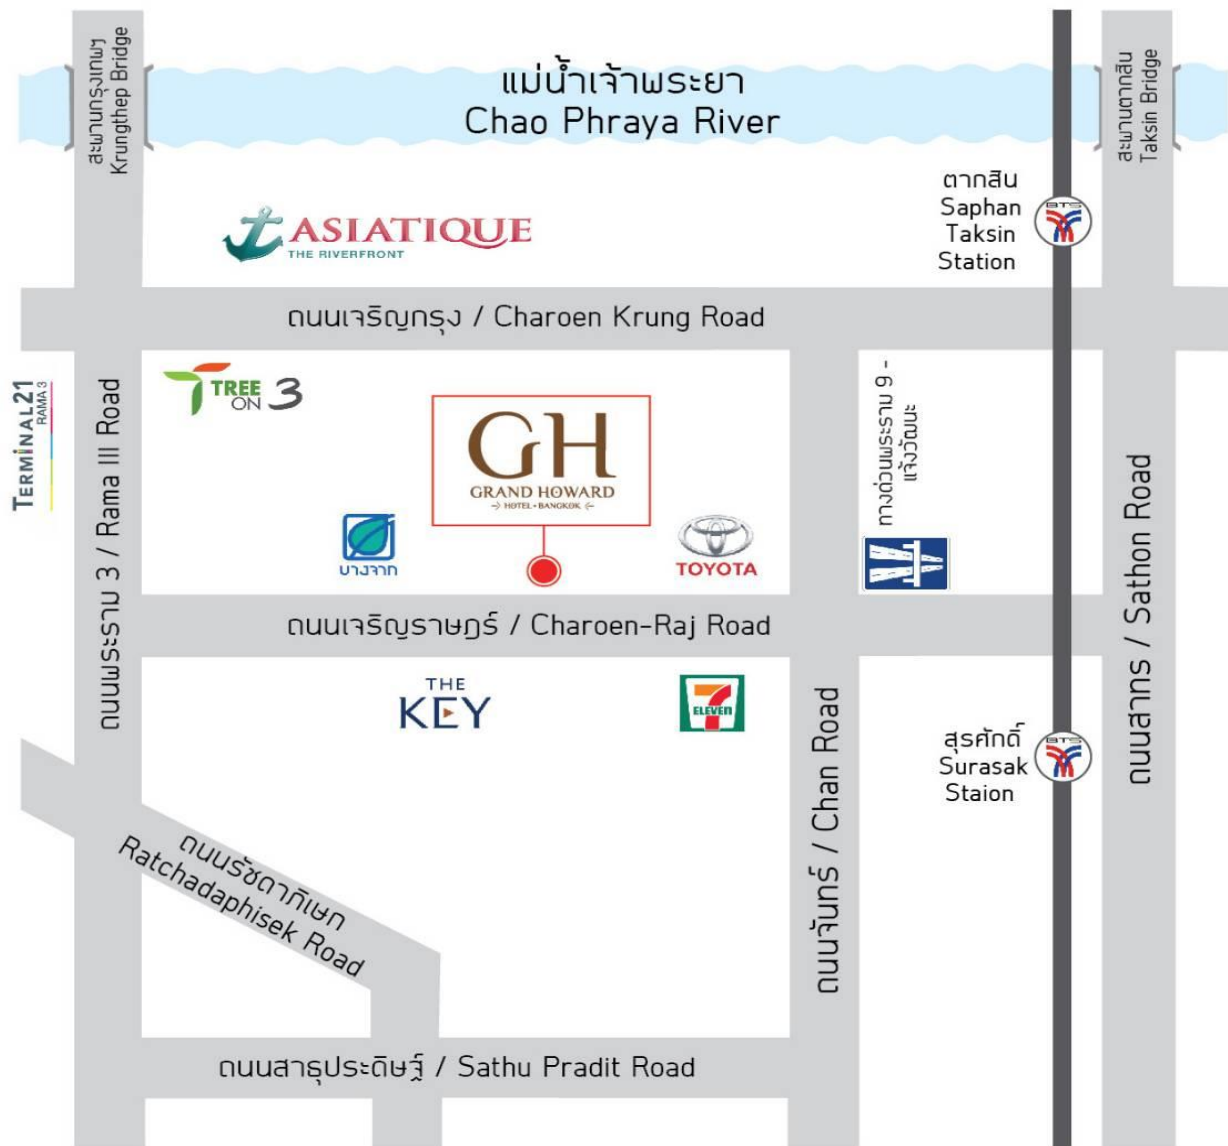 สะพานกรุงเทพฯ
Krungthep Bridge
แม่น้ำเจ้าพระยา
Chao Phraya River
สะพานตากสิน
Taksin Bridge
ตากสิน
Saphan
Taksin
Station
BTS
ASIATIQUE
THE RIVERFRONT
ถนนเจริญกรุง / Charoen Krung Road
TERMINAL21
RAMA 3
ถนนพระราม 3 / Rama III Road
TREE
ON 3
GH
GRAND HOWARD
HOTEL • BANGKOK
บางจาก
TOYOTA
ทางด่วนพระราม 9 -
แจ้งวัฒนะ
ถนนสาทร / Sathon Road
ถนนเจริญราษฎร์ / Charoen-Raj Road
THE
KEY
7
ELEVEn
ถนนจันทร์ / Chan Road
สุรศักดิ์
Surasak
Staion
BTS
ถนนรัชดาภิเษก
Ratchadaphisek Road
ถนนสาธุประดิษฐ์ / Sathu Pradit Road